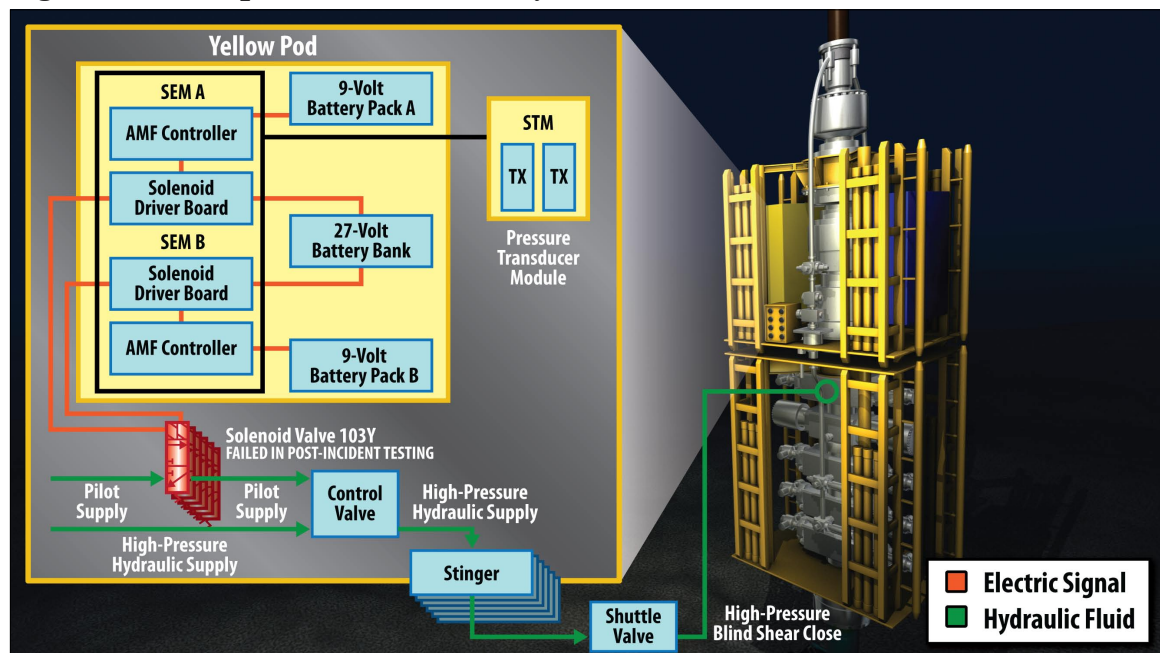 Yellow Pod
SEM A
AMF Controller
Solenoid
Driver Board
SEM B
Solenoid
Driver Board
AMF Controller
9-Volt
Battery Pack A
27-Volt
Battery Bank
9-Volt
Battery Pack B
STM
TX TX
Pressure
Transducer
Module
Solenoid Valve 103Y
FAILED IN POST-INCIDENT TESTING
Pilot
Supply
Pilot
Supply
Control
Valve
High-Pressure
Hydraulic Supply
High-Pressure
Hydraulic Supply
Stinger
Shuttle
Valve
High-Pressure
Blind Shear Close
Electric Signal
Hydraulic Fluid